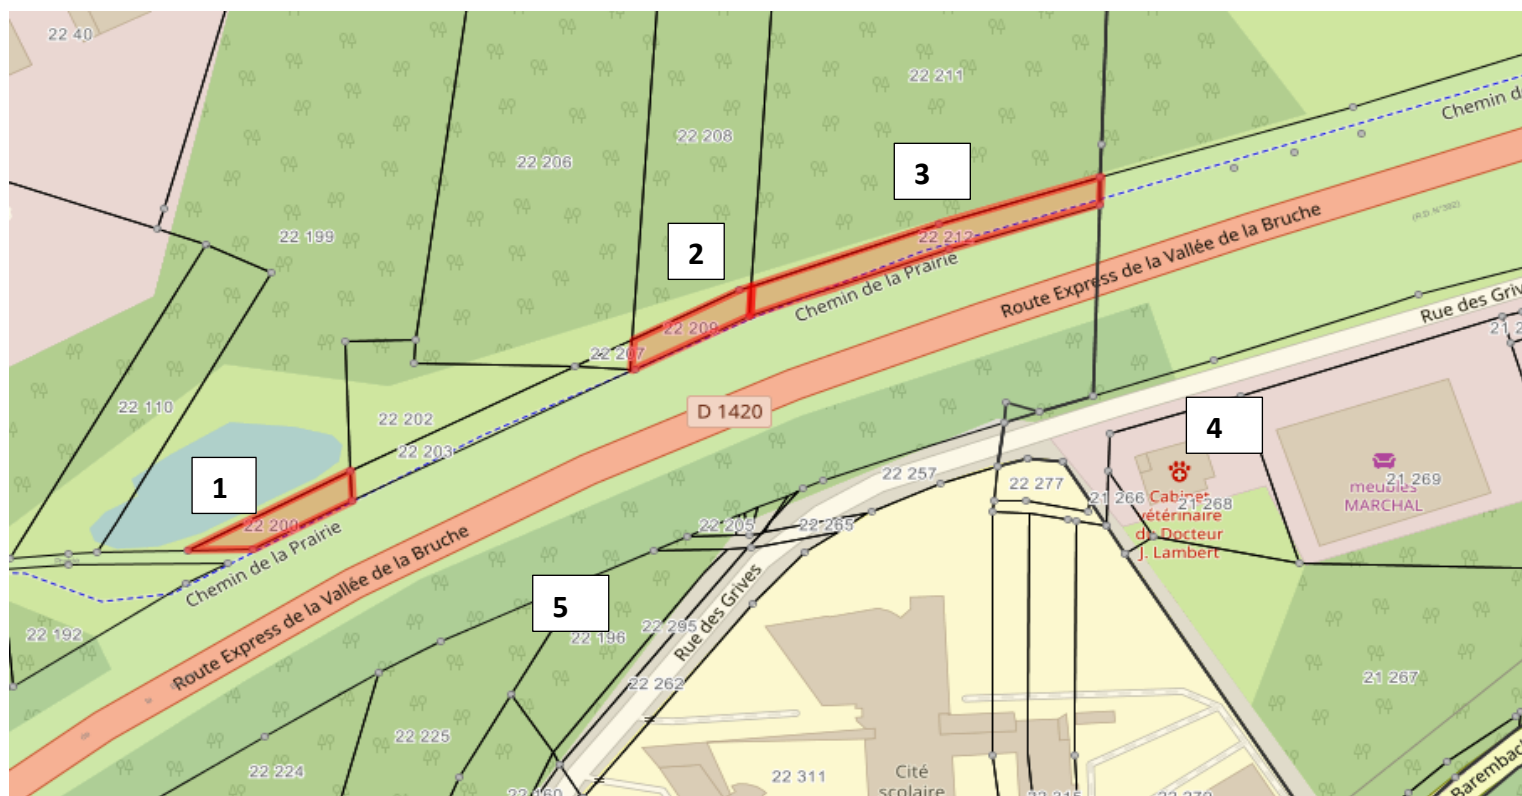 22 40
22 211
Chemin d
22 208
22 206
3
(R.D N°392)
22 199
2
22 212
Route Express de la Vallée de la Bruche
Chemin de la Prairie
Rue des Griv
22 209
21 2
22 207
22 110
D 1420
22 202
4
22 203
22 257
1
22 277
21 269
meubles
MARCHAL
21 266
Cabinet
21 268
vétérinaire
du Docteur
J. Lambert
22 200
Chemin de la Prairie
22 205
22 265
Route Express de la Vallée de la Bruche
5
Rue des Grives
22 192
22 295
22 196
22 262
21 267
22 225
22 224
22 311
Cité
scolaire
22 160
22 315
Barembac